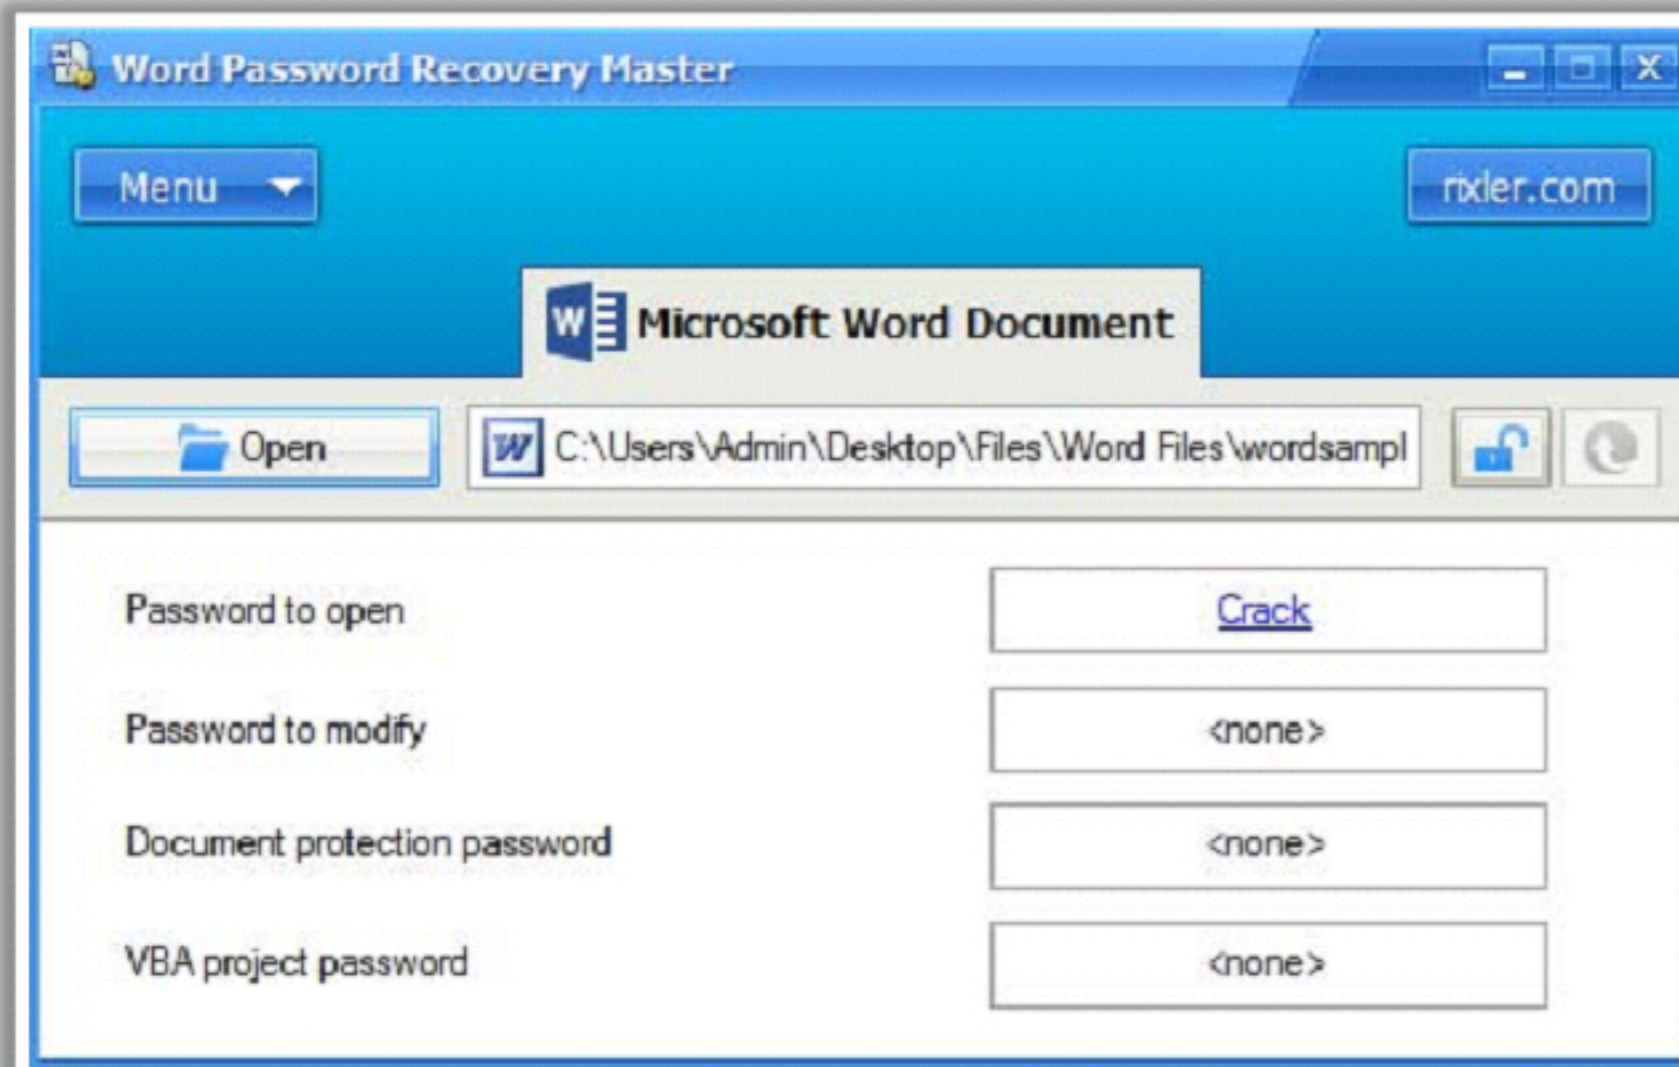 Word Password Recovery Master
Menu
rixler.com
Microsoft Word Document
Open
C:\Users\Admin\Desktop\Files\Word Files\wordsampl
Password to open
Crack
Password to modify
<none>
Document protection password
<none>
VBA project password
<none>